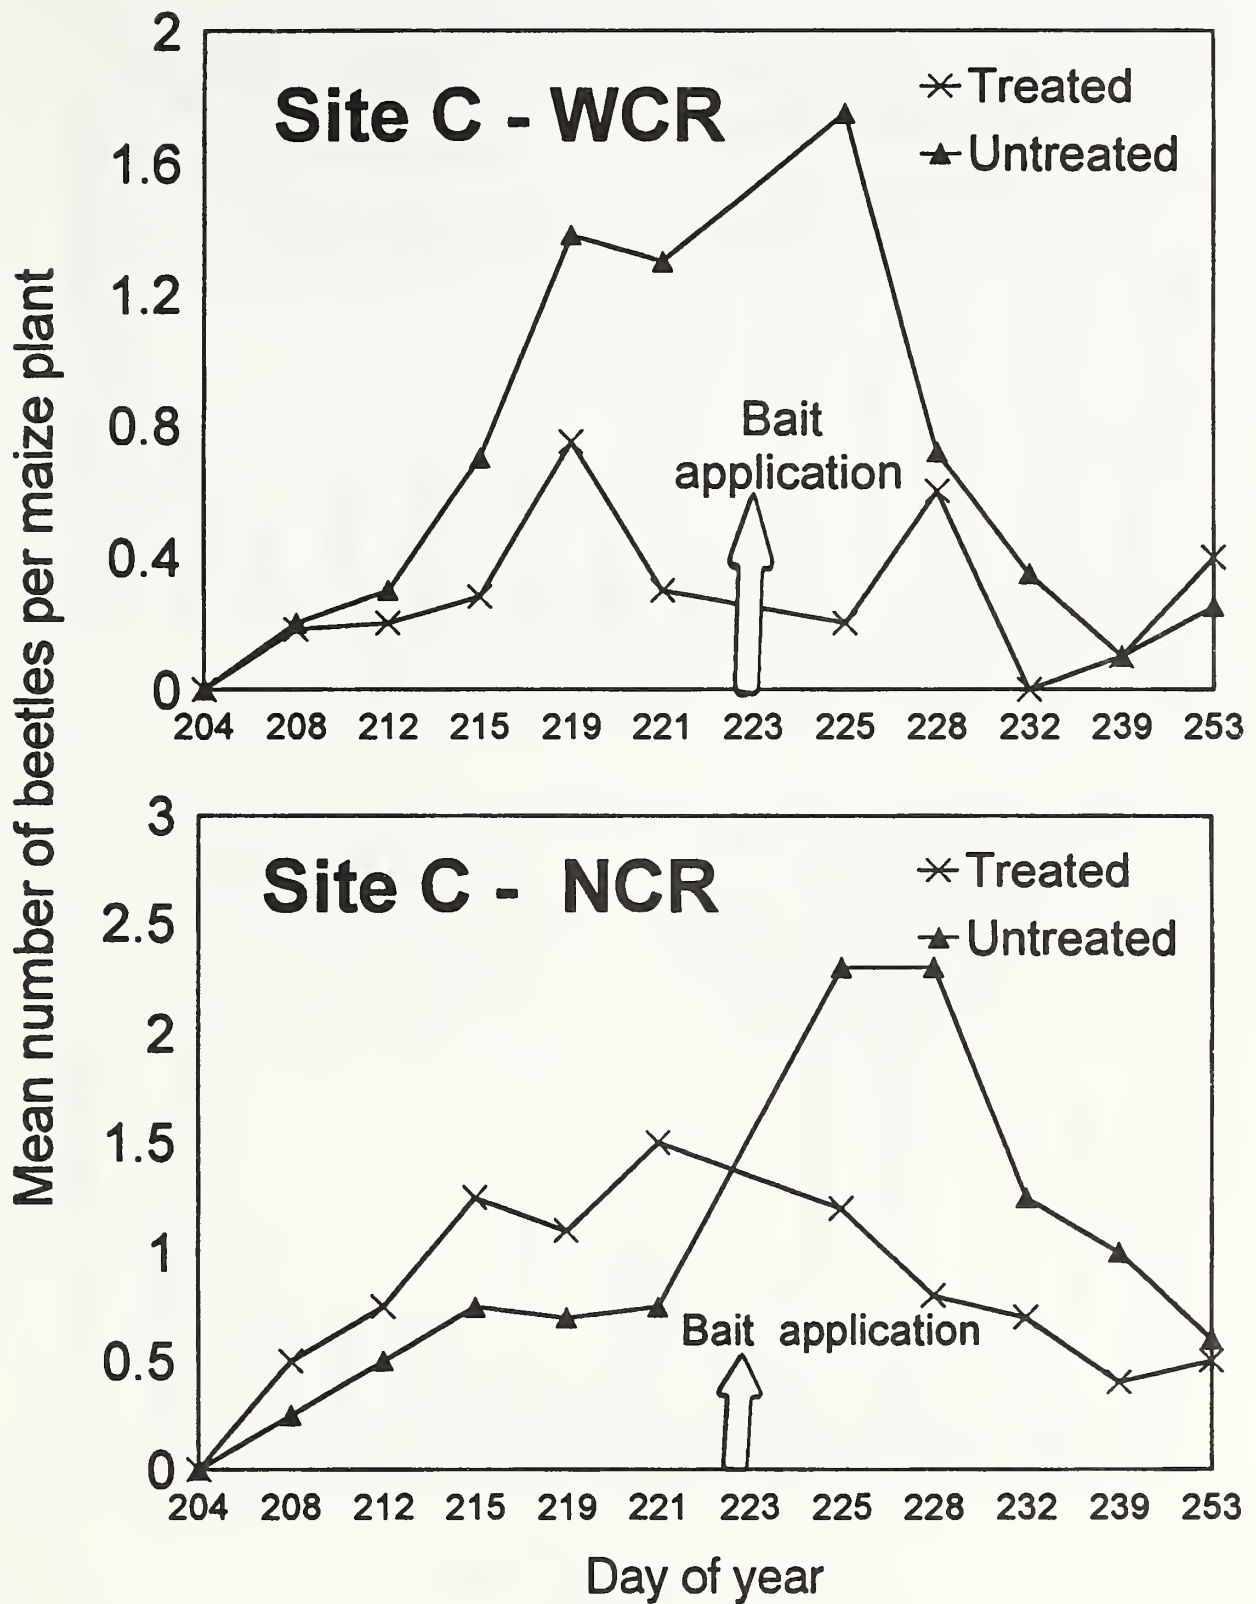 Mean number of beetles per maize plant
Site C - WCR
Treated
Untreated
2
1.6
1.2
0.8
0.4
0
Bait
application
204 208 212 215 219 221 223 225 228 232 239 253
Site C - NCR
Treated
Untreated
3
2.5
2
1.5
1
0.5
0
Bait application
204 208 212 215 219 221 223 225 228 232 239 253
Day of year